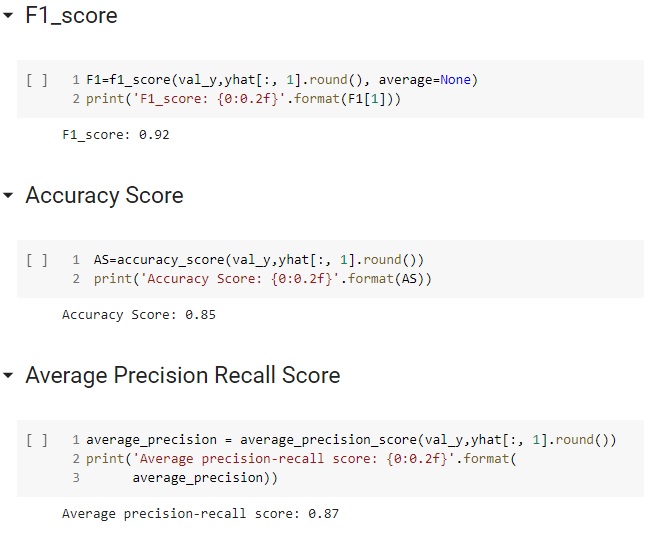 F1_score
[ ] 1 F1=f1_score(val_y,yhat[:, 1].round(), average=None)
2 print('F1_score: {0:0.2f}'.format(F1[1]))
F1_score: 0.92
Accuracy Score
[ ] 1 AS=accuracy_score(val_y,yhat[:, 1].round())
2 print('Accuracy Score: {0:0.2f}'.format(AS))
Accuracy Score: 0.85
Average Precision Recall Score
[ ] 1 average_precision = average_precision_score(val_y,yhat[:, 1].round())
2 print('Average precision-recall score: {0:0.2f}'.format(
3 average_precision))
Average precision-recall score: 0.87